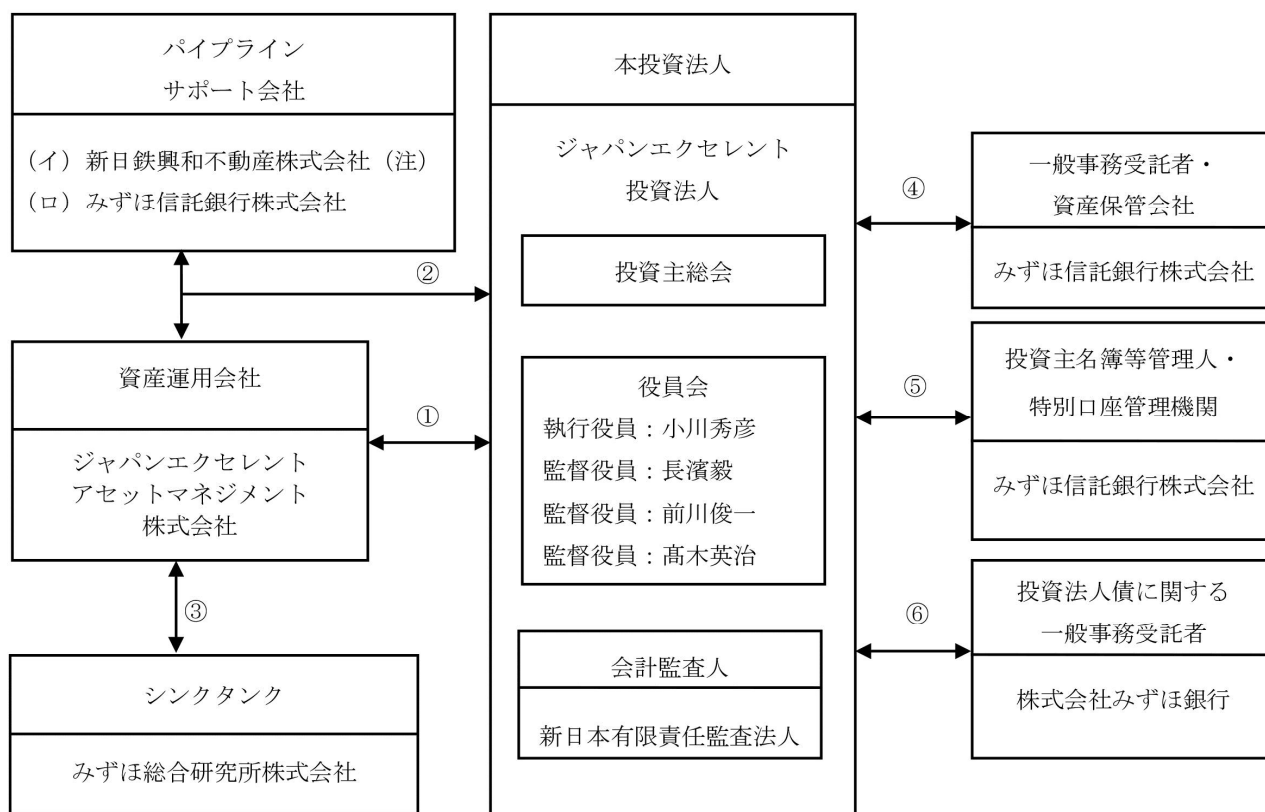 パイプライン
サポート会社
（イ）新日鉄興和不動産株式会社（注）
（ロ）みずほ信託銀行株式会社
②
資産運用会社
ジャパンエクセレント
アセットマネジメント
株式会社
①
③
シンクタンク
みずほ総合研究所株式会社
本投資法人
ジャパンエクセレント
投資法人
投資主総会
役員会
執行役員：小川秀彦
監督役員：長濱毅
監督役員：前川俊一
監督役員：髙木英治
会計監査人
新日本有限責任監査法人
④
一般事務受託者・
資産保管会社
みずほ信託銀行株式会社
⑤
投資主名簿等管理人・
特別口座管理機関
みずほ信託銀行株式会社
⑥
投資法人債に関する
一般事務受託者
株式会社みずほ銀行